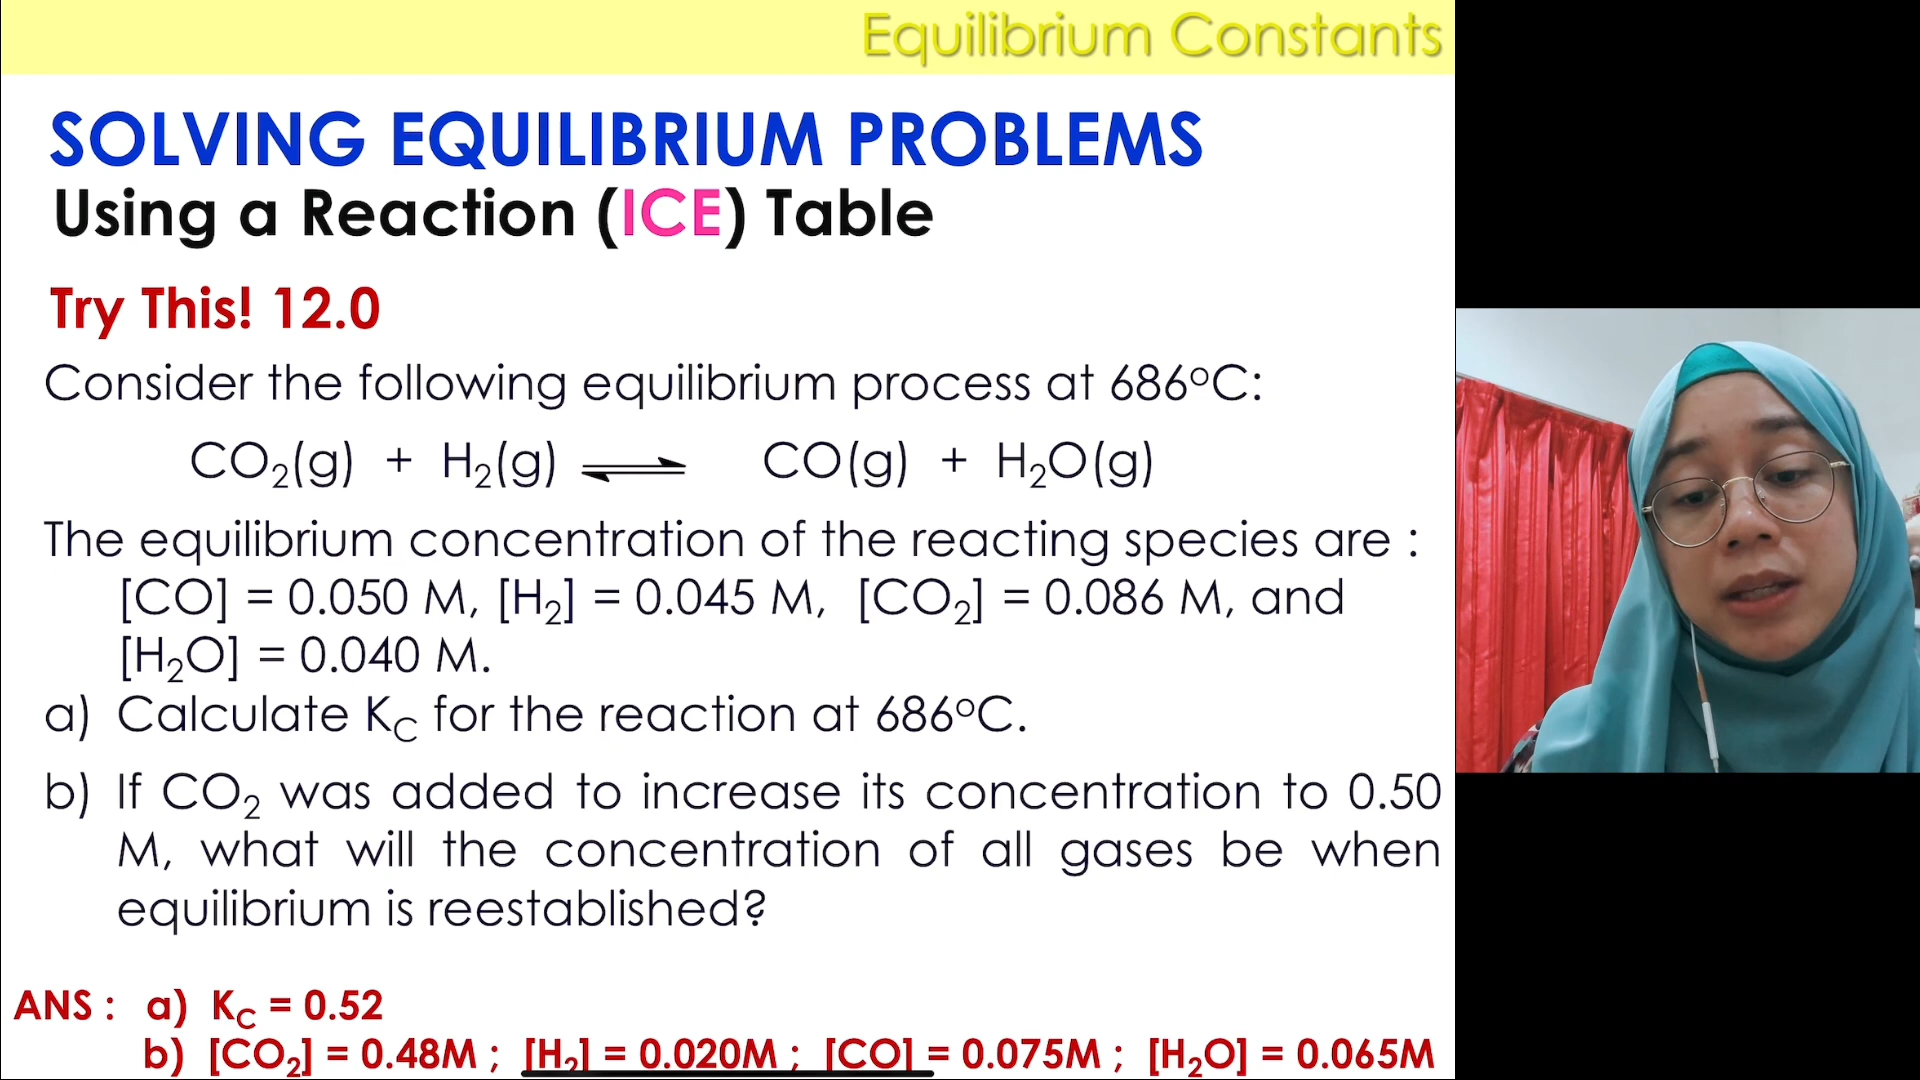 Equilibrium Constants
SOLVING EQUILIBRIUM PROBLEMS
Using a Reaction (ICE) Table
Try This! 12.0
Consider the following equilibrium process at 686°C:
CO₂(g) + H₂(g) ⇌ CO(g) + H₂O(g)
The equilibrium concentration of the reacting species are :
[CO] = 0.050 M, [H₂] = 0.045 M, [CO₂] = 0.086 M, and
[H₂O] = 0.040 M.
a) Calculate K_C for the reaction at 686°C.
b) If CO₂ was added to increase its concentration to 0.50
M, what will the concentration of all gases be when
equilibrium is reestablished?
ANS : a) K_C = 0.52
b) [CO₂] = 0.48M ; [H₂] = 0.020M ; [CO] = 0.075M ; [H₂O] = 0.065M